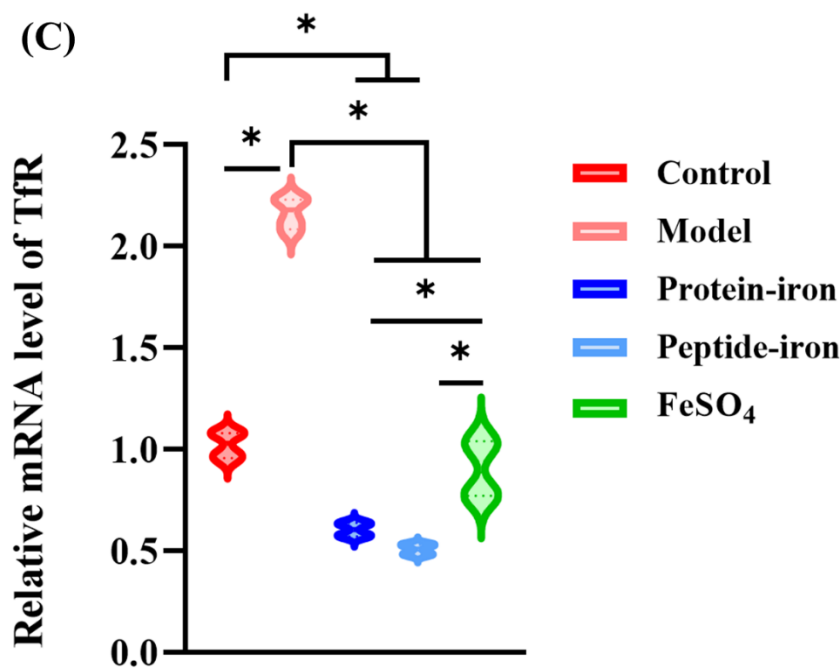 (C)
*
*
*
*
*
Relative mRNA level of TfR
2.5
2.0
1.5
1.0
0.5
0.0
Control
Model
Protein-iron
Peptide-iron
FeSO₄